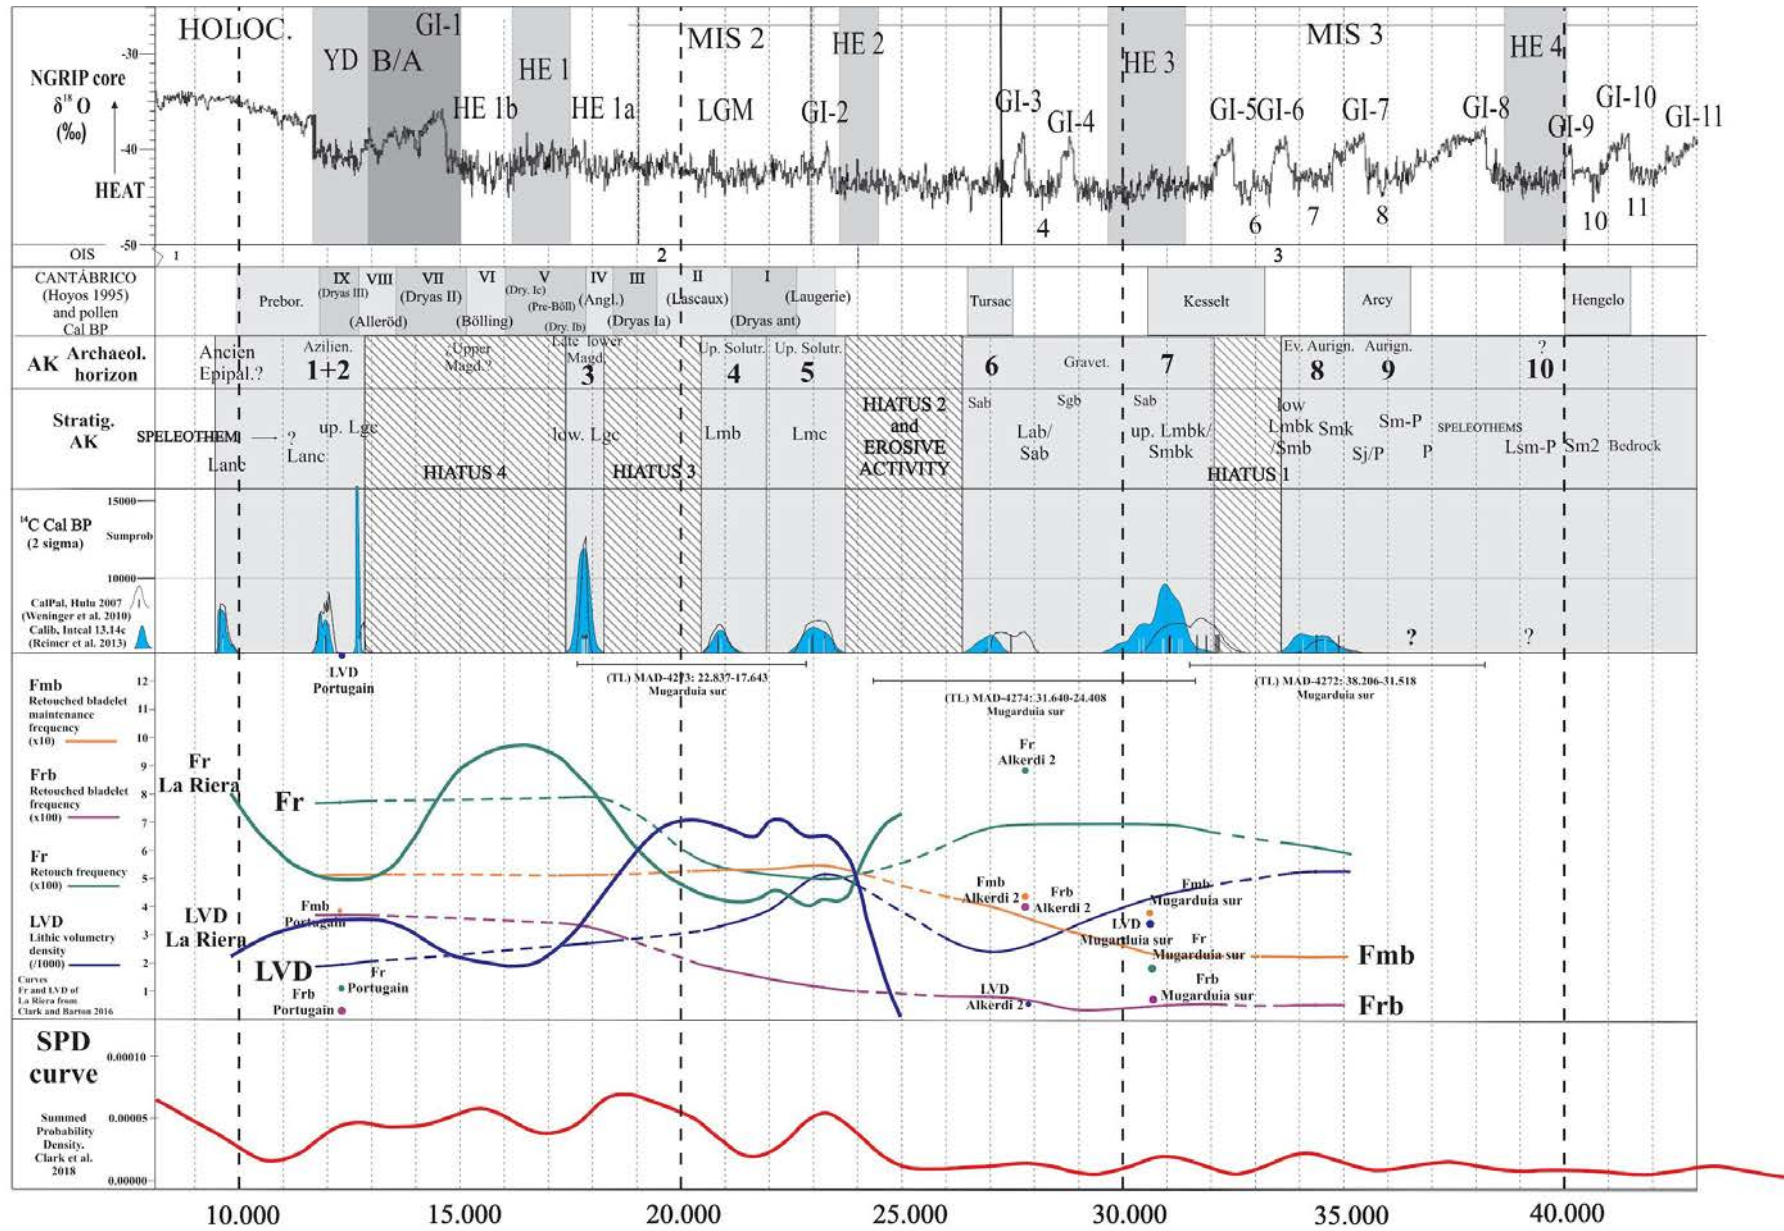 HOLOC.
GI-1
YD
B/A
HE 1b
HE 1
HE 1a
MIS 2
LGM
GI-2
HE 2
GI-3
GI-4
HE 3
MIS 3
GI-5
GI-6
GI-7
GI-8
HE 4
GI-9
GI-10
GI-11
NGRIP core
δ¹⁸ O
(‰)
HEAT
-30
-40
-50
4
6
7
8
10
11
OIS
1
2
3
CANTÁBRICO
(Hoyos 1995)
and pollen
Cal BP
Prebor.
IX
(Dryas III)
VIII
(Alleröd)
VII
(Dryas II)
VI
(Bölling)
V
(Dry. Ic)
(Pre-Böll)
(Dry. Ib)
IV
(Angl.)
III
(Dryas Ia)
II
(Lascaux)
I
(Dryas ant)
(Laugerie)
Tursac
Kesselt
Arcy
Hengelo
AK Archaeol.
horizon
Ancien
Epipal.?
Azilien.
1+2
¿Upper
Magd.?
Late lower
Magd.
3
Up. Solutr.
4
Up. Solutr.
5
6
Gravet.
7
Ev. Aurign.
8
Aurign.
9
?
10
Stratig.
AK
SPELEOTHEM
?
Lanc
Lanc
up. Lgc
HIATUS 4
low. Lgc
HIATUS 3
Lmb
Lmc
HIATUS 2
and
EROSIVE
ACTIVITY
Sab
Lab/
Sab
Sgb
Sab
up. Lmbk/
Smbk
HIATUS 1
low
Lmbk
/Smb
Smk
Sj/P
Sm-P
P
SPELEOTHEMS
Lsm-P
Sm2
Bedrock
¹⁴C Cal BP
(2 sigma)
15000
Sumprob
10000
CalPal, Hulu 2007
(Weninger et al. 2010)
Calib, Intcal 13.14c
(Reimer et al. 2013)
?
?
LVD
Portugain
(TL) MAD-4273: 22.837-17.643
Mugarduia sur
(TL) MAD-4274: 31.640-24.408
Mugarduia sur
(TL) MAD-4272: 38.206-31.518
Mugarduia sur
Fmb
Retouched bladelet
maintenance
frequency
(x10)
Frb
Retouched bladelet
frequency
(x100)
Fr
Retouch frequency
(x100)
LVD
Lithic volumetry
density
(/1000)
Curves
Fr and LVD of
La Riera from
Clark and Barton 2016
12
11
10
9
8
7
6
5
4
3
2
1
Fr
La Riera
Fr
LVD
La Riera
LVD
Fmb
Portugain
Fr
Portugain
Frb
Portugain
Fr
Alkerdi 2
Fmb
Alkerdi 2
Frb
Alkerdi 2
LVD
Alkerdi 2
Fmb
Mugarduia sur
LVD
Mugarduia sur
Fr
Mugarduia sur
Frb
Mugarduia sur
Fmb
Frb
SPD
curve
Summed
Probability
Density.
Clark et al.
2018
0.00010
0.00005
0.00000
10.000
15.000
20.000
25.000
30.000
35.000
40.000